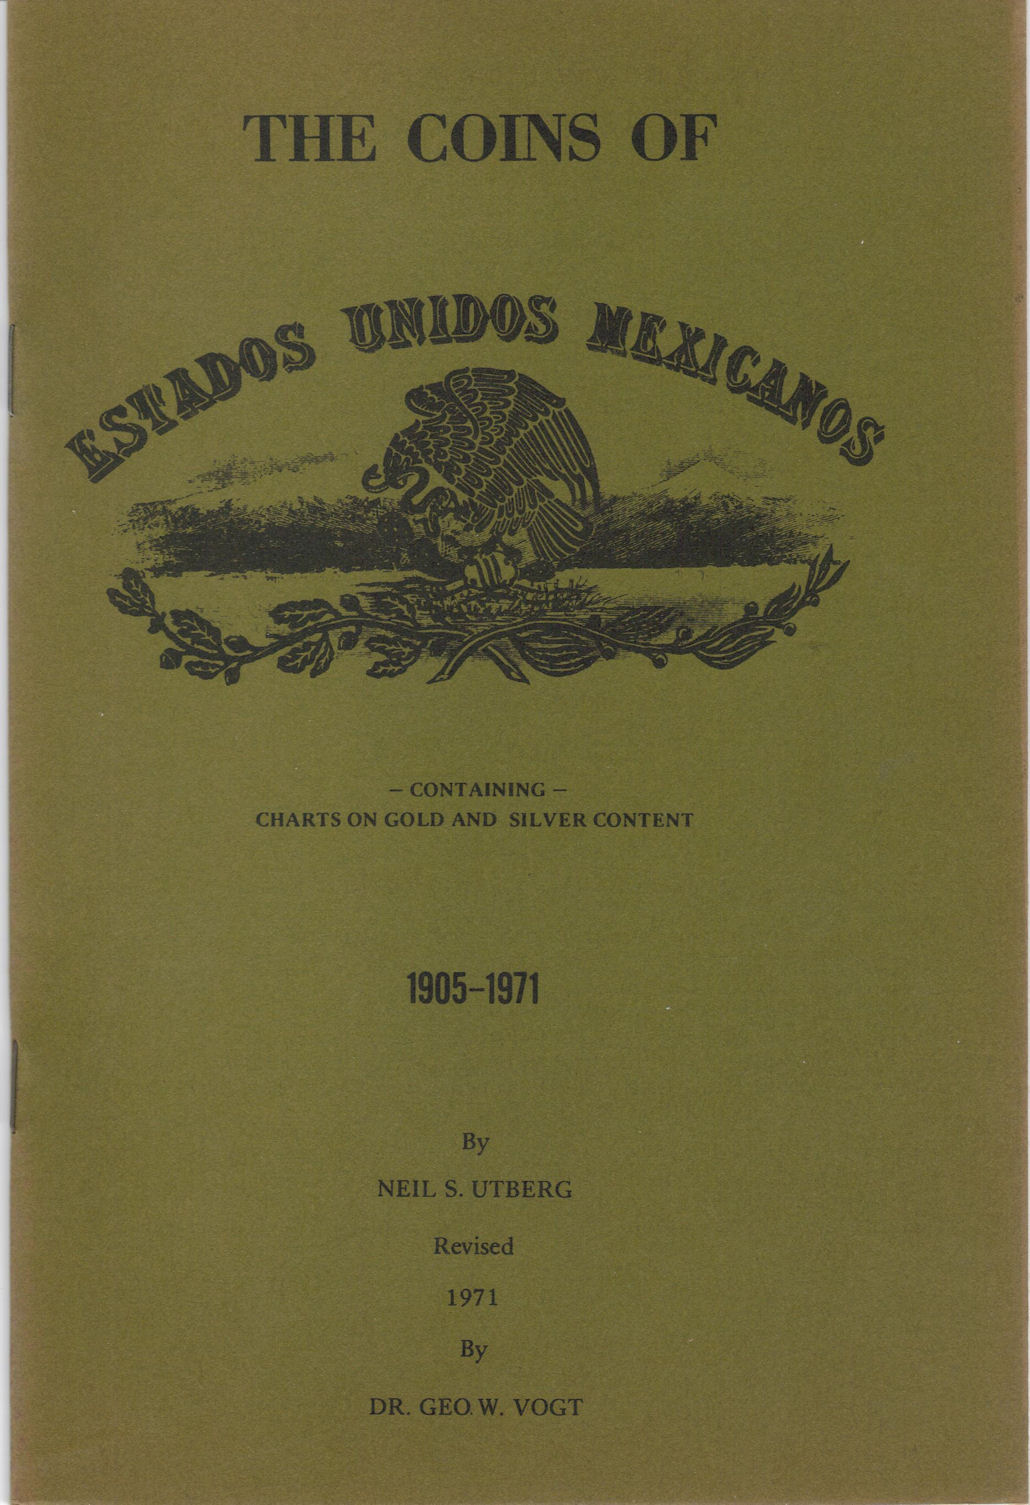 THE COINS OF
ESTADOS UNIDOS MEXICANOS
– CONTAINING –
CHARTS ON GOLD AND SILVER CONTENT
1905–1971
By
NEIL S. UTBERG
Revised
1971
By
DR. GEO. W. VOGT